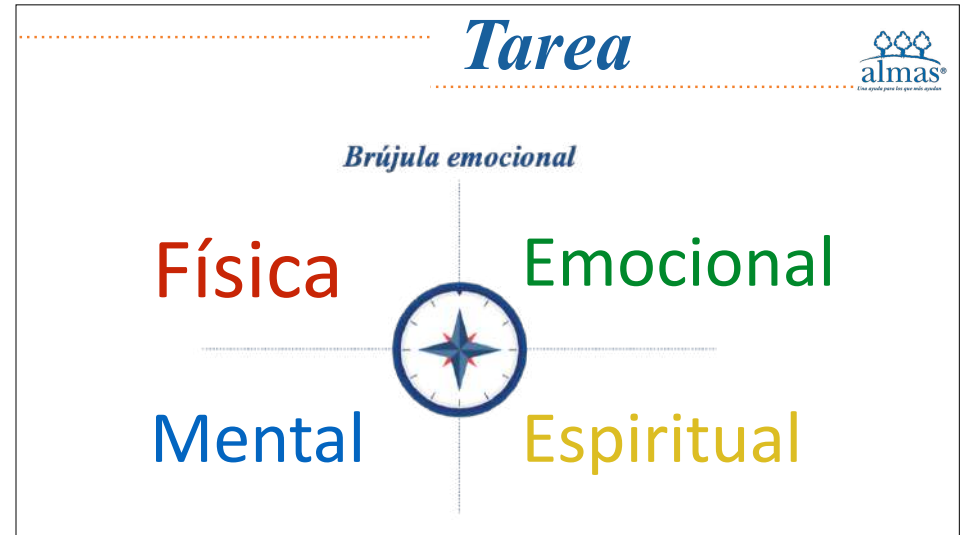 Tarea
almas®
Una ayuda para los que más ayudan
Brújula emocional
Física
Emocional
Mental
Espiritual